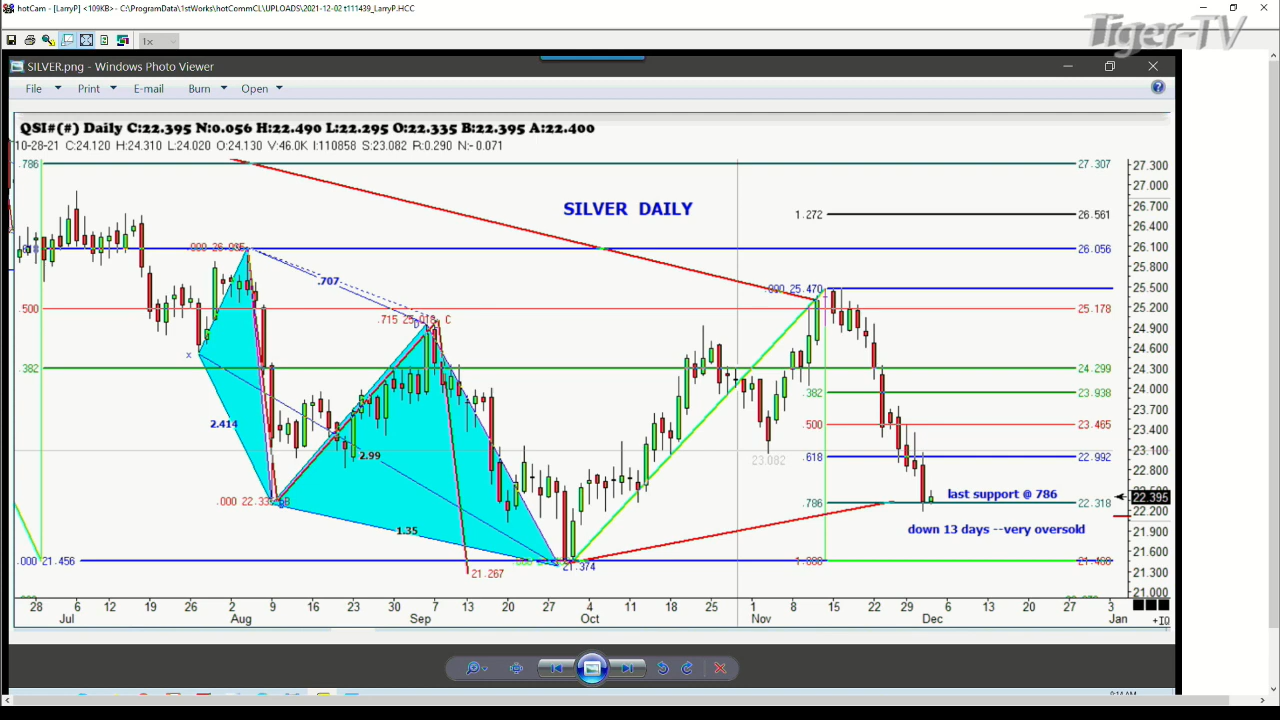 hotCam - [LarryP] <109KB>- C:\ProgramData\1stWorks\hotCommCL\UPLOADS\2021-12-02 t111439_LarryP.HCC
Tiger-TV
1x
SILVER.png - Windows Photo Viewer
File Print E-mail Burn Open
QSI#(#) Daily C:22.395 N:0.056 H:22.490 L:22.295 O:22.335 B:22.395 A:22.400
10-28-21 C:24.120 H:24.310 L:24.020 O:24.130 V:46.0K I:110858 S:23.082 R:0.290 N:-0.071
.786 27.307 27.300
27.000
SILVER DAILY
1.272 26.561
26.700
26.400
26.056 26.100
.707
25.800
.000 25.470 25.500
.500 25.178 25.200
.715 25.018 C
24.900
x
24.600
.382 24.299 24.300
24.000
.382 23.938
23.700
2.414
.500 23.465 23.400
2.99
23.082
.618 22.992 23.100
22.800
last support @ 786
22.395
.786 22.318
22.200
1.35
down 13 days --very oversold
21.900
.000 21.456
21.374
21.600
21.267
21.300
21.000
28 6 12 19 26 2 9 16 23 30 7 13 20 27 4 11 18 25 1 8 15 22 29 6 13 20 27 3
Jul Aug Sep Oct Nov Dec Jan